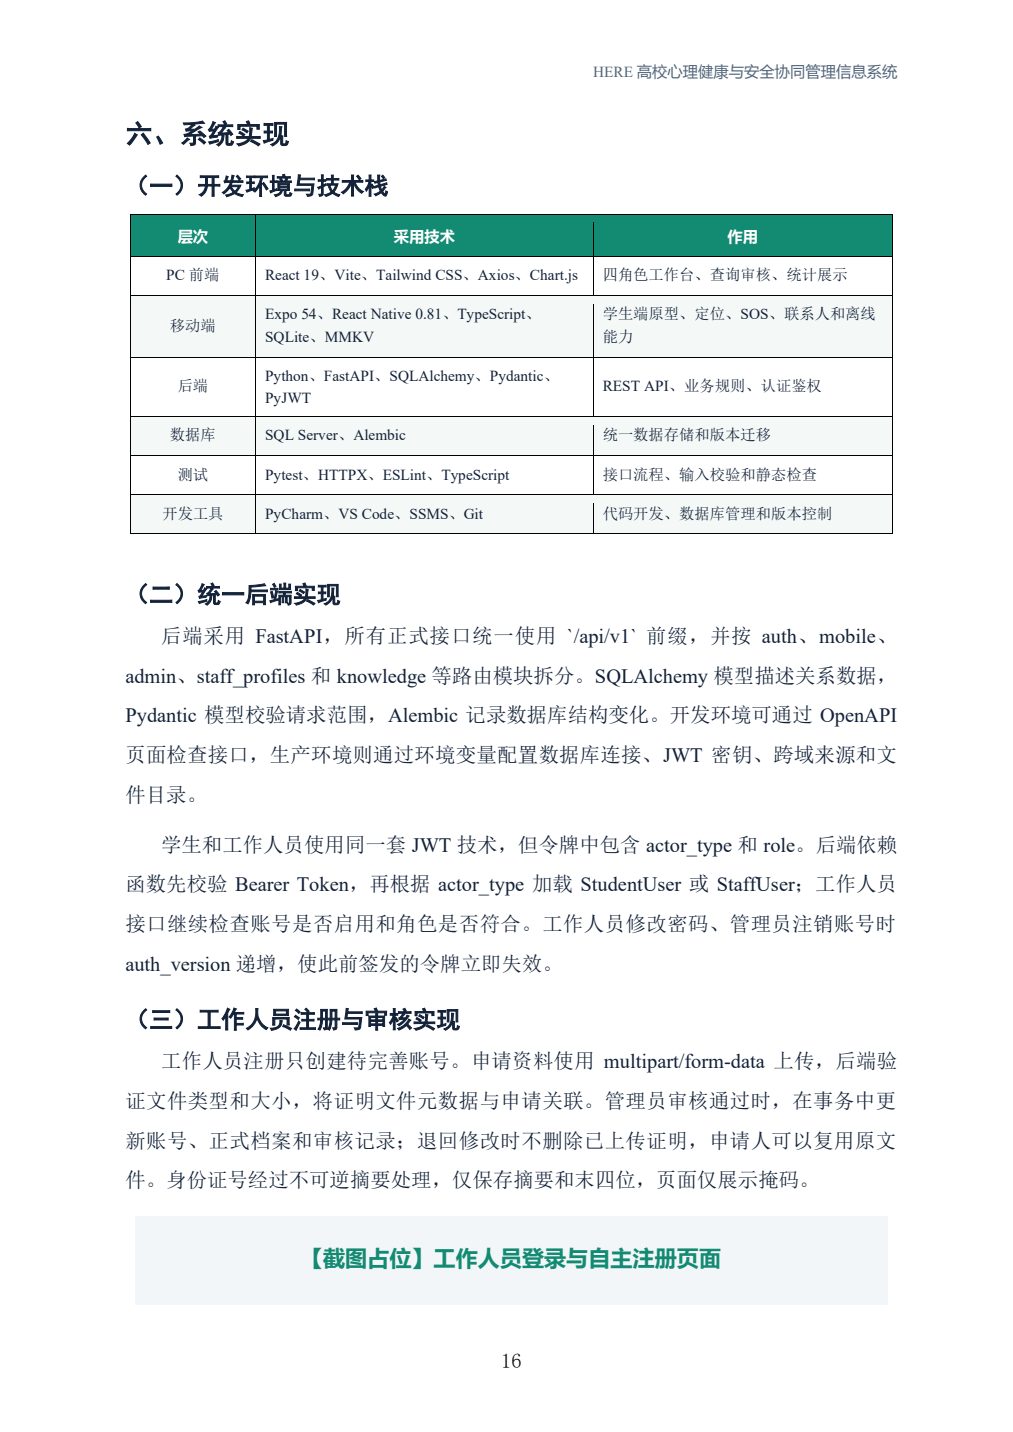 HERE 高校心理健康与安全协同管理信息系统
六、系统实现
（一）开发环境与技术栈
层次 采用技术 作用
PC 前端 React 19、Vite、Tailwind CSS、Axios、Chart.js 四角色工作台、查询审核、统计展示
移动端 Expo 54、React Native 0.81、TypeScript、 学生端原型、定位、SOS、联系人和离线
SQLite、MMKV 能力
后端 Python、FastAPI、SQLAlchemy、Pydantic、 REST API、业务规则、认证鉴权
PyJWT
数据库 SQL Server、Alembic 统一数据存储和版本迁移
测试 Pytest、HTTPX、ESLint、TypeScript 接口流程、输入校验和静态检查
开发工具 PyCharm、VS Code、SSMS、Git 代码开发、数据库管理和版本控制
（二）统一后端实现
后端采用 FastAPI，所有正式接口统一使用 `/api/v1` 前缀，并按 auth、mobile、
admin、staff_profiles 和 knowledge 等路由模块拆分。SQLAlchemy 模型描述关系数据，
Pydantic 模型校验请求范围，Alembic 记录数据库结构变化。开发环境可通过 OpenAPI
页面检查接口，生产环境则通过环境变量配置数据库连接、JWT 密钥、跨域来源和文
件目录。
学生和工作人员使用同一套 JWT 技术，但令牌中包含 actor_type 和 role。后端依赖
函数先校验 Bearer Token，再根据 actor_type 加载 StudentUser 或 StaffUser；工作人员
接口继续检查账号是否启用和角色是否符合。工作人员修改密码、管理员注销账号时
auth_version 递增，使此前签发的令牌立即失效。
（三）工作人员注册与审核实现
工作人员注册只创建待完善账号。申请资料使用 multipart/form-data 上传，后端验
证文件类型和大小，将证明文件元数据与申请关联。管理员审核通过时，在事务中更
新账号、正式档案和审核记录；退回修改时不删除已上传证明，申请人可以复用原文
件。身份证号经过不可逆摘要处理，仅保存摘要和末四位，页面仅展示掩码。
【截图占位】工作人员登录与自主注册页面
16